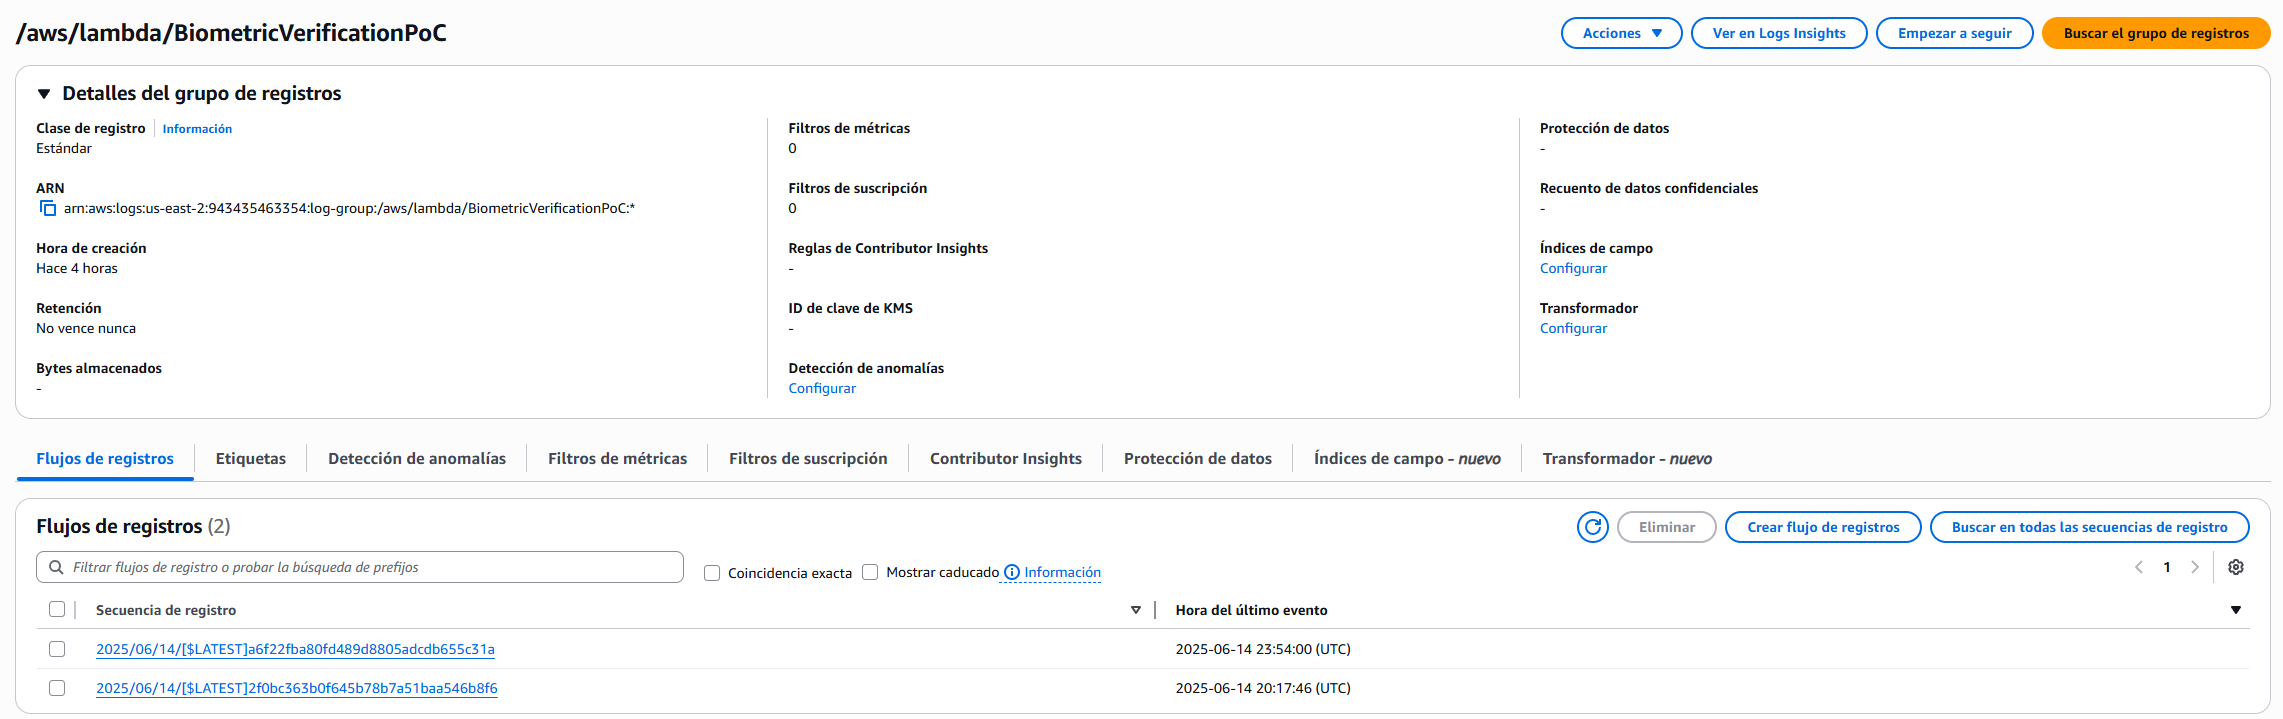 /aws/lambda/BiometricVerificationPoC
Acciones
Ver en Logs Insights
Empezar a seguir
Buscar el grupo de registros
Detalles del grupo de registros
Clase de registro
Información
Estándar
ARN
arn:aws:logs:us-east-2:943435463354:log-group:/aws/lambda/BiometricVerificationPoC:*
Hora de creación
Hace 4 horas
Retención
No vence nunca
Bytes almacenados
-
Filtros de métricas
0
Filtros de suscripción
0
Reglas de Contributor Insights
-
ID de clave de KMS
-
Detección de anomalías
Configurar
Protección de datos
-
Recuento de datos confidenciales
-
Índices de campo
Configurar
Transformador
Configurar
Flujos de registros
Etiquetas
Detección de anomalías
Filtros de métricas
Filtros de suscripción
Contributor Insights
Protección de datos
Índices de campo - nuevo
Transformador - nuevo
Flujos de registros (2)
Eliminar
Crear flujo de registros
Buscar en todas las secuencias de registro
Filtrar flujos de registro o probar la búsqueda de prefijos
Coincidencia exacta
Mostrar caducado
Información
1
Secuencia de registro
Hora del último evento
2025/06/14/[$LATEST]a6f22fba80fd489d8805adcdb655c31a
2025-06-14 23:54:00 (UTC)
2025/06/14/[$LATEST]2f0bc363b0f645b78b7a51baa546b8f6
2025-06-14 20:17:46 (UTC)